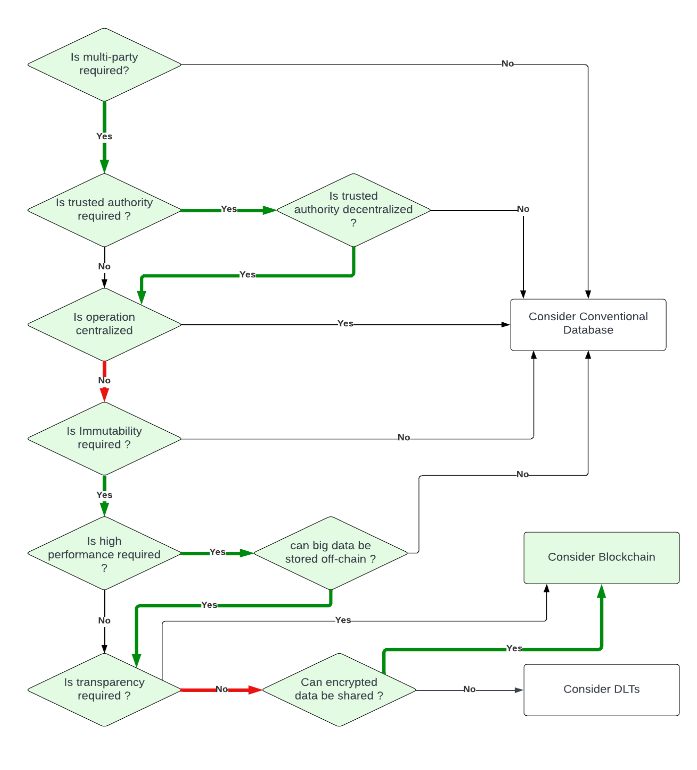 Is multi-party
required?
No
Yes
Is trusted authority
required ?
Yes
Is trusted
authority decentralized
?
No
No
Yes
Is operation
centralized
Yes
Consider Conventional
Database
No
Is Immutability
required ?
No
Yes
No
Is high
performance required
?
Yes
can big data be
stored off-chain ?
Consider Blockchain
Yes
No
Yes
Yes
Is transparency
required ?
No
Can encrypted
data be shared ?
No
Consider DLTs